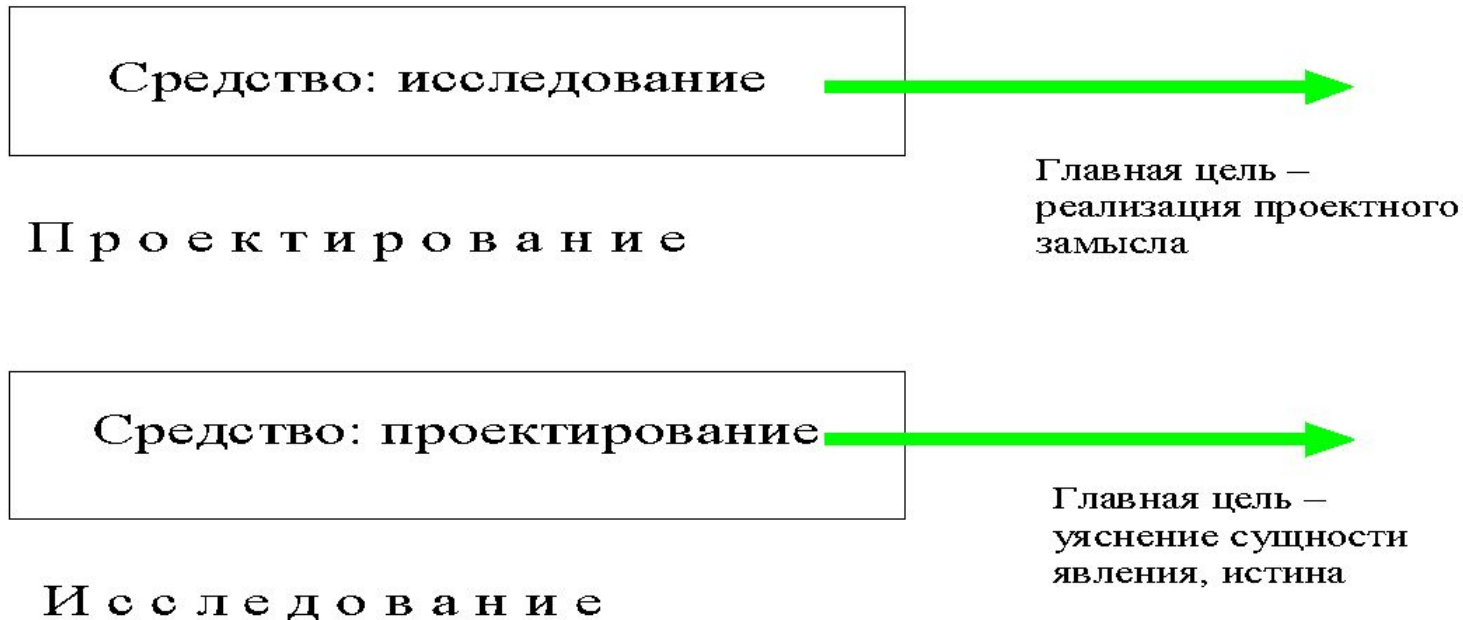 Средство: исследование
Главная цель –
реализация проектного
замысла
Проектирование
Средство: проектирование
Главная цель –
уяснение сущности
явления, истина
Исследование